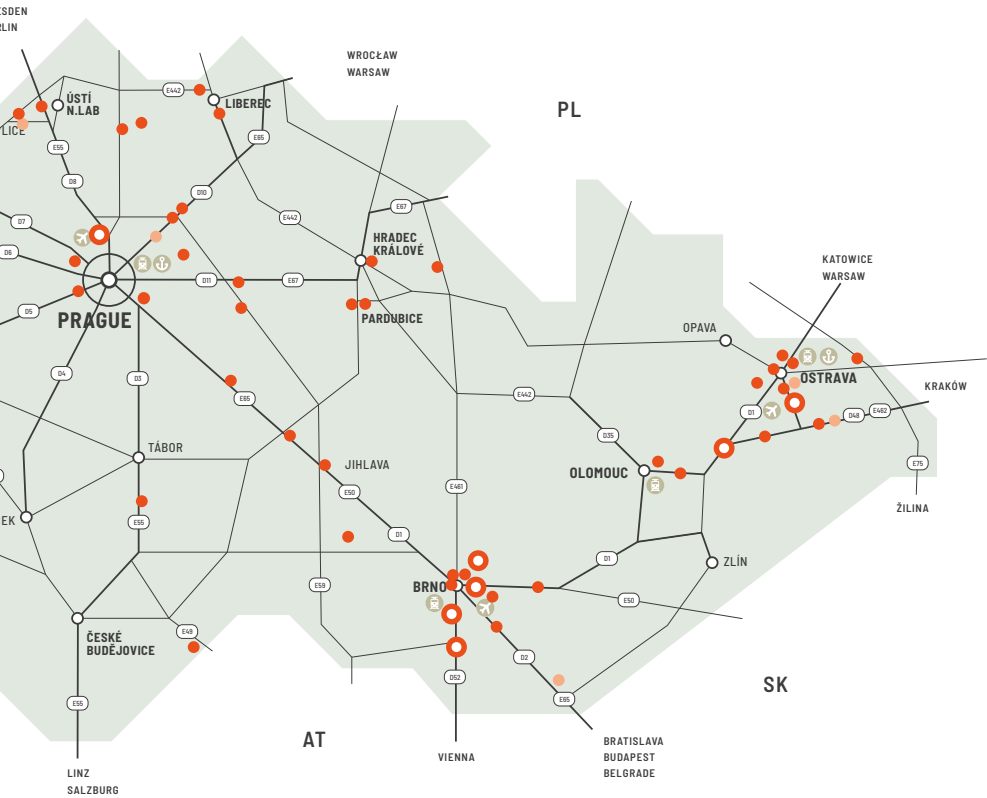 WROCŁAW
WARSAW
PL
ÚSTÍ
N.LAB
E442
LIBEREC
E55
E65
D8
D10
E67
D7
E442
HRADEC
KRÁLOVÉ
D6
D11
E67
KATOWICE
WARSAW
D5
PRAGUE
PARDUBICE
OPAVA
D4
D3
E65
E442
OSTRAVA
KRAKÓW
D1
D48
E462
D35
TÁBOR
JIHLAVA
OLOMOUC
E75
E50
E461
ŽILINA
EK
E55
D1
D1
ZLÍN
E59
BRNO
E50
E49
ČESKÉ
BUDĚJOVICE
D2
D52
SK
E55
E65
AT
BRATISLAVA
BUDAPEST
BELGRADE
VIENNA
LINZ
SALZBURG